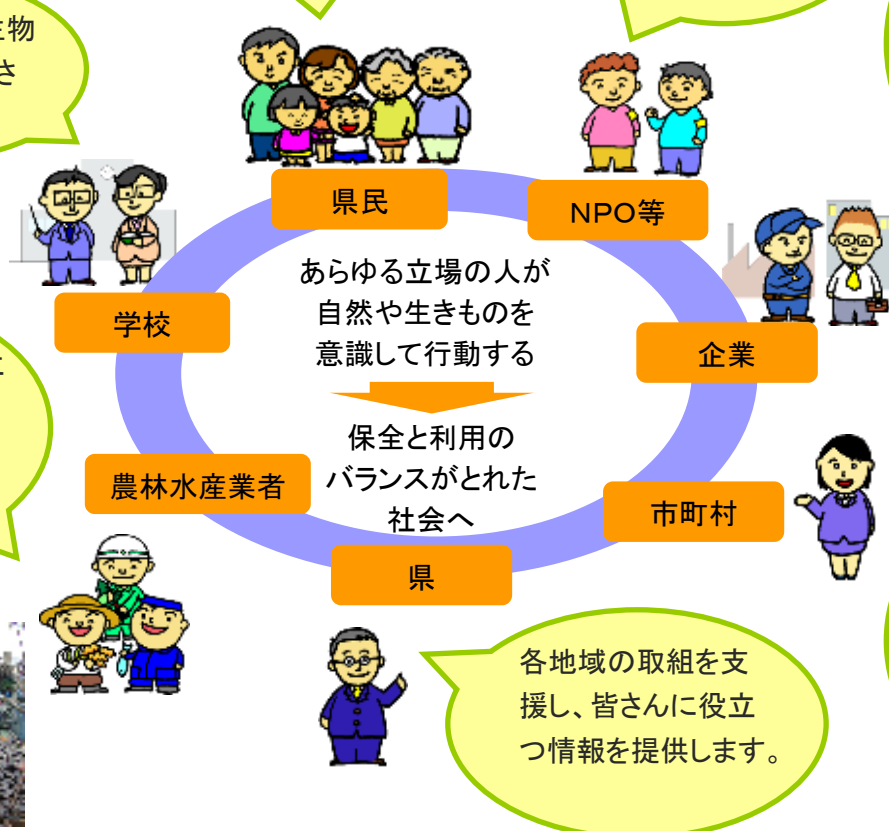 生物
さ
県民
NPO等
学校
企業
あらゆる立場の人が
自然や生きものを
意識して行動する
保全と利用の
バランスがとれた
社会へ
農林水産業者
市町村
県
各地域の取組を支
援し、皆さんに役立
つ情報を提供します。